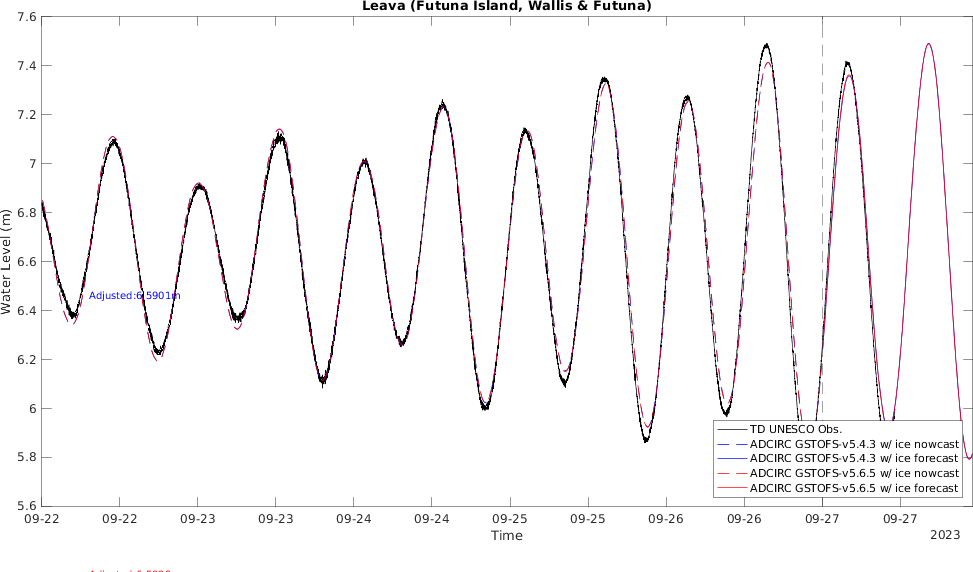 Leava (Futuna Island, Wallis & Futuna)
7.6
7.4
7.2
7
6.8
6.6
6.4
6.2
6
5.8
5.6
Water Level (m)
Adjusted:6.5901m
TD UNESCO Obs.
ADCIRC GSTOFS-v5.4.3 w/ ice nowcast
ADCIRC GSTOFS-v5.4.3 w/ ice forecast
ADCIRC GSTOFS-v5.6.5 w/ ice nowcast
ADCIRC GSTOFS-v5.6.5 w/ ice forecast
09-22 09-22 09-23 09-23 09-24 09-24 09-25 09-25 09-26 09-26 09-27 09-27
Time
2023